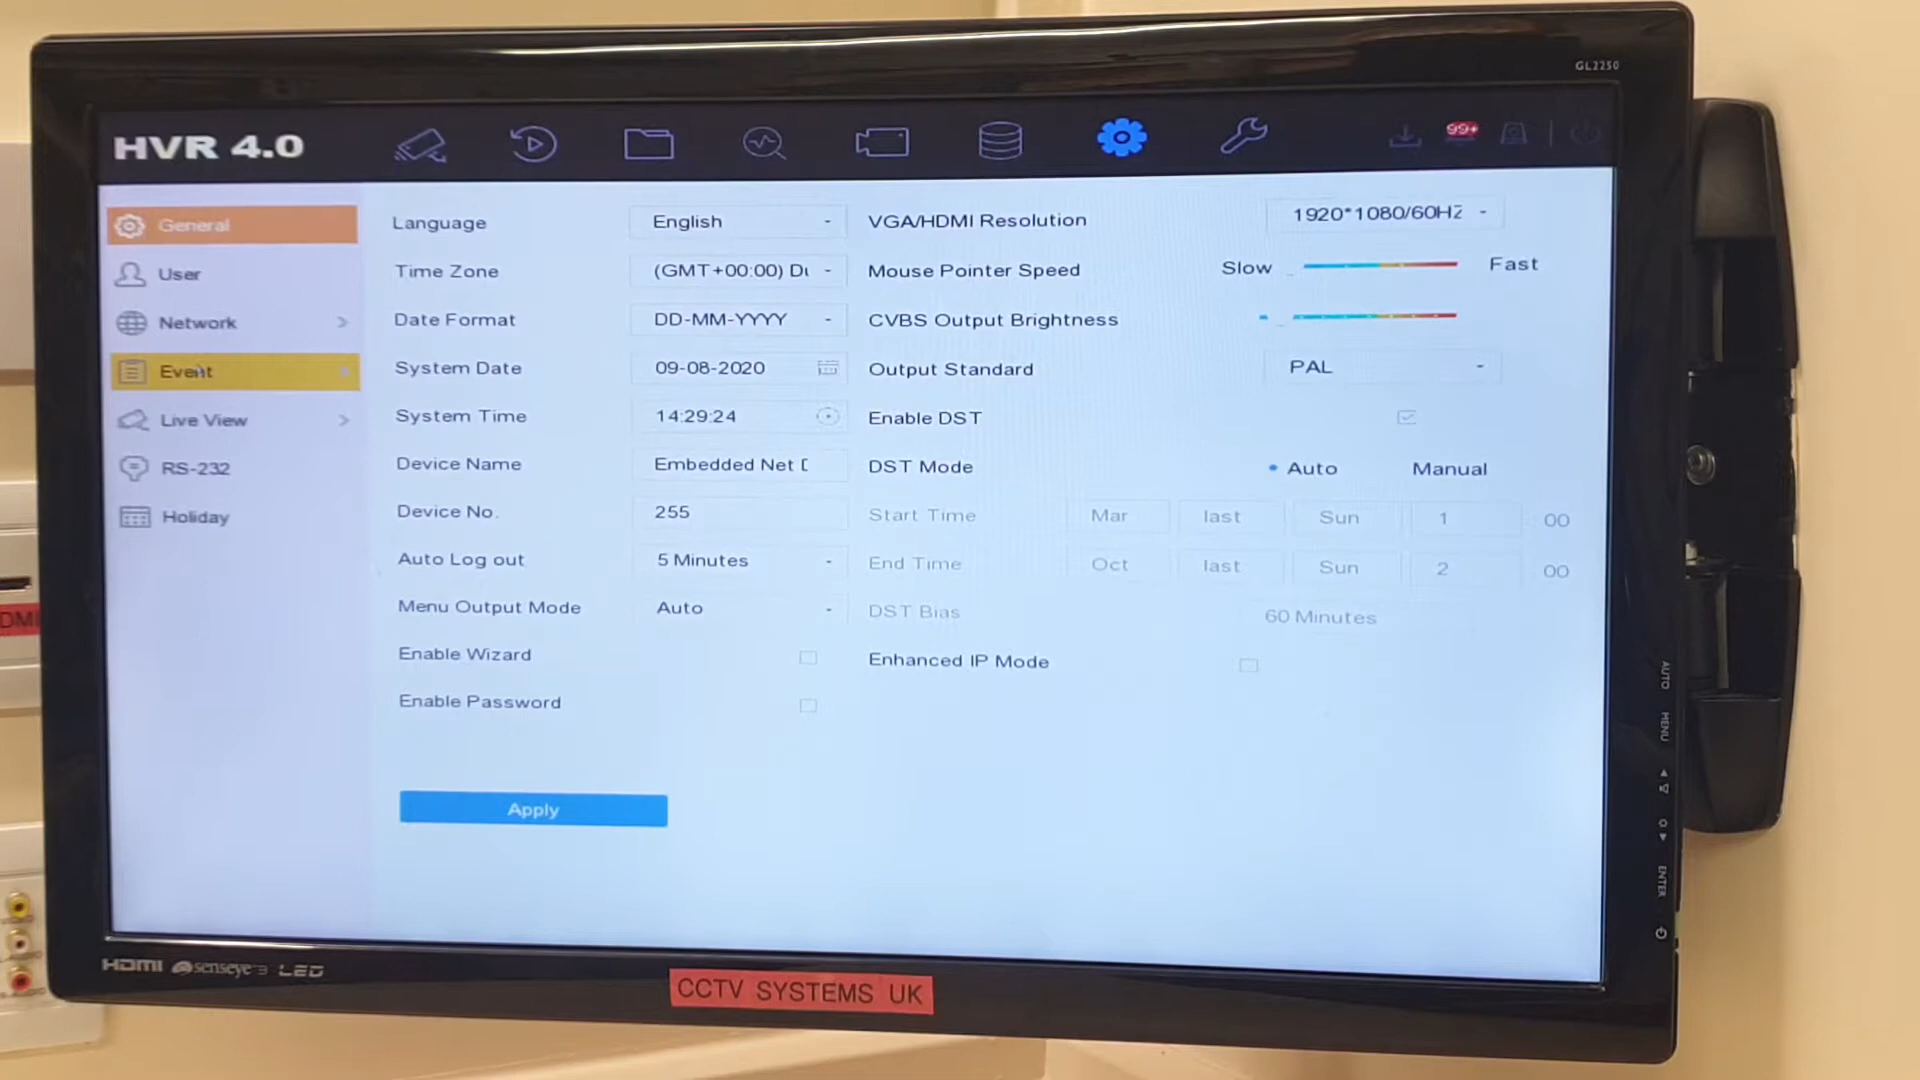 GL2250
HVR 4.0
99+
General
User
Network
Event
Live View
RS-232
Holiday
Language English
Time Zone (GMT+00:00) Du
Date Format DD-MM-YYYY
System Date 09-08-2020
System Time 14:29:24
Device Name Embedded Net D
Device No. 255
Auto Log out 5 Minutes
Menu Output Mode Auto
Enable Wizard
Enable Password
Apply
VGA/HDMI Resolution 1920*1080/60HZ
Mouse Pointer Speed Slow Fast
CVBS Output Brightness
Output Standard PAL
Enable DST
DST Mode Auto Manual
Start Time Mar last Sun 1 : 00
End Time Oct last Sun 2 : 00
DST Bias 60 Minutes
Enhanced IP Mode
AUTO
MENU
ENTER
HDMI senseye 3 LED
CCTV SYSTEMS UK